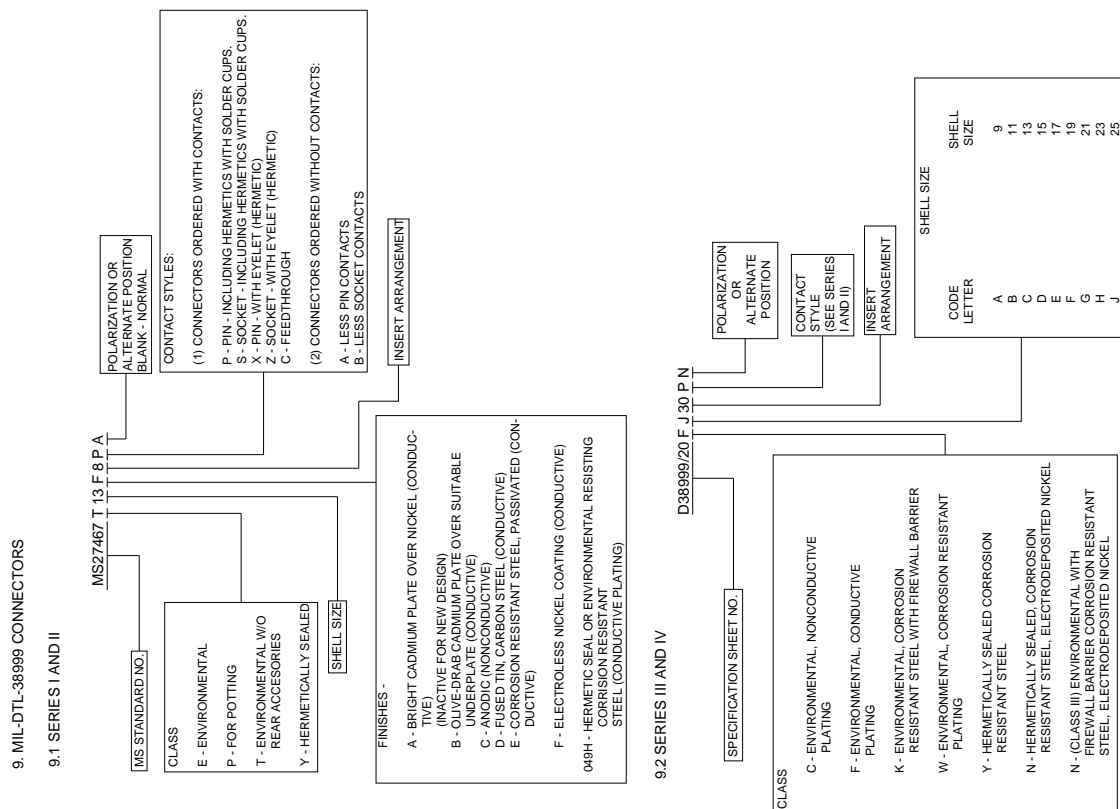 9. MIL-DTL-38999 CONNECTORS
9.1 SERIES I AND II
MS27467 T 13 F 8 P A
MS STANDARD NO.
CLASS
E - ENVIRONMENTAL
P - FOR POTTING
T - ENVIRONMENTAL W/O
REAR ACCESORIES
Y - HERMETICALLY SEALED
SHELL SIZE
FINISHES -
A - BRIGHT CADMIUM PLATE OVER NICKEL (CONDUC-
TIVE)
(INACTIVE FOR NEW DESIGN)
B - OLIVE-DRAB CADMIUM PLATE OVER SUITABLE
UNDERPLATE (CONDUCTIVE)
C - ANODIC (NONCONDUCTIVE)
D - FUSED TIN, CARBON STEEL (CONDUCTIVE)
E - CORROSION RESISTANT STEEL, PASSIVATED (CON-
DUCTIVE)
F - ELECTROLESS NICKEL COATING (CONDUCTIVE)
049H - HERMETIC SEAL OR ENVIRONMENTAL RESISTING
CORRISION RESISTANT
STEEL (CONDUCTIVE PLATING)
POLARIZATION OR
ALTERNATE POSITION
BLANK - NORMAL
CONTACT STYLES:
(1) CONNECTORS ORDERED WITH CONTACTS:
P - PIN - INCLUDING HERMETICS WITH SOLDER CUPS.
S - SOCKET - INCLUDING HERMETICS WITH SOLDER CUPS.
X - PIN - WITH EYELET (HERMETIC)
Z - SOCKET - WITH EYELET (HERMETIC)
C - FEEDTHROUGH
(2) CONNECTORS ORDERED WITHOUT CONTACTS:
A - LESS PIN CONTACTS
B - LESS SOCKET CONTACTS
INSERT ARRANGEMENT
9.2 SERIES III AND IV
D38999/20 F J 30 P N
SPECIFICATION SHEET NO.
CLASS
C - ENVIRONMENTAL, NONCONDUCTIVE
PLATING
F - ENVIRONMENTAL, CONDUCTIVE
PLATING
K - ENVIRONMENTAL, CORROSION
RESISTANT STEEL WITH FIREWALL BARRIER
W - ENVIRONMENTAL, CORROSION RESISTANT
PLATING
Y - HERMETICALLY SEALED CORROSION
RESISTANT STEEL
N - HERMETICALLY SEALED, CORROSION
RESISTANT STEEL, ELECTRODEPOSITED NICKEL
N - (CLASS III) ENVIRONMENTAL WITH
FIREWALL BARRIER CORROSION RESISTANT
STEEL, ELECTRODEPOSITED NICKEL
POLARIZATION
OR
ALTERNATE
POSITION
CONTACT
STYLE
(SEE SERIES
I AND II)
INSERT
ARRANGEMENT
SHELL SIZE
CODE LETTER SHELL SIZE
A 9
B 11
C 13
D 15
E 17
F 19
G 21
H 23
J 25